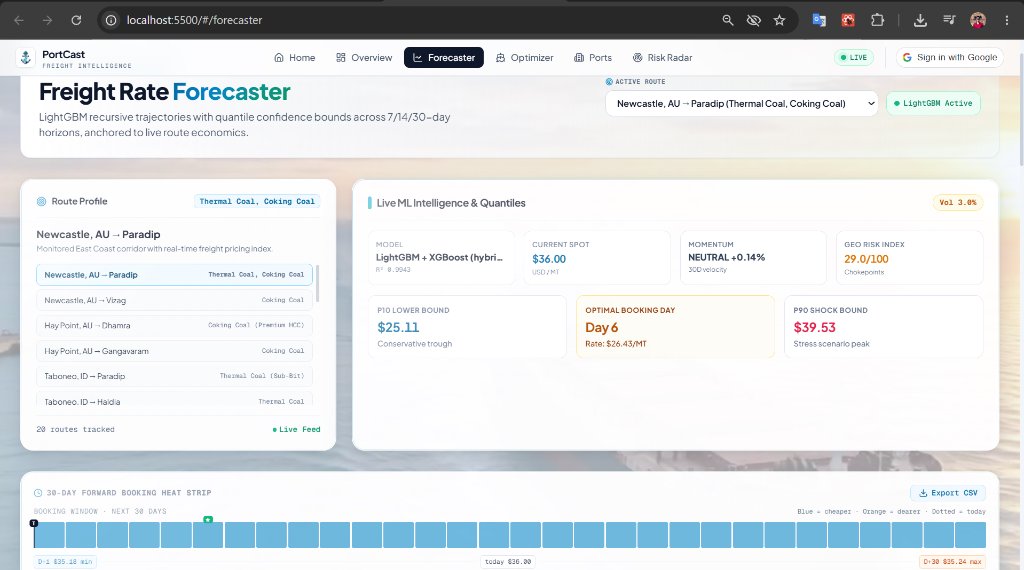 localhost:5500/#/forecaster
PortCast
FREIGHT INTELLIGENCE
Home
Overview
Forecaster
Optimizer
Ports
Risk Radar
LIVE
Sign in with Google
Freight Rate Forecaster
LightGBM recursive trajectories with quantile confidence bounds across 7/14/30-day
horizons, anchored to live route economics.
ACTIVE ROUTE
Newcastle, AU → Paradip (Thermal Coal, Coking Coal)
LightGBM Active
Route Profile
Thermal Coal, Coking Coal
Newcastle, AU → Paradip
Monitored East Coast corridor with real-time freight pricing index.
Newcastle, AU → Paradip Thermal Coal, Coking Coal
Newcastle, AU → Vizag Coking Coal
Hay Point, AU → Dhamra Coking Coal (Premium HCC)
Hay Point, AU → Gangavaram Coking Coal
Taboneo, ID → Paradip Thermal Coal (Sub-Bit)
Taboneo, ID → Haldia Thermal Coal
20 routes tracked
Live Feed
Live ML Intelligence & Quantiles
Vol 3.0%
MODEL
LightGBM + XGBoost (hybri...
R² 0.9943
CURRENT SPOT
$36.00
USD / MT
MOMENTUM
NEUTRAL +0.14%
30D velocity
GEO RISK INDEX
29.0/100
Chokepoints
P10 LOWER BOUND
$25.11
Conservative trough
OPTIMAL BOOKING DAY
Day 6
Rate: $26.43/MT
P90 SHOCK BOUND
$39.53
Stress scenario peak
30-DAY FORWARD BOOKING HEAT STRIP
Export CSV
BOOKING WINDOW · NEXT 30 DAYS
Blue = cheaper · Orange = dearer · Dotted = today
T
D+1 $35.18 min
today $36.00
D+30 $35.24 max